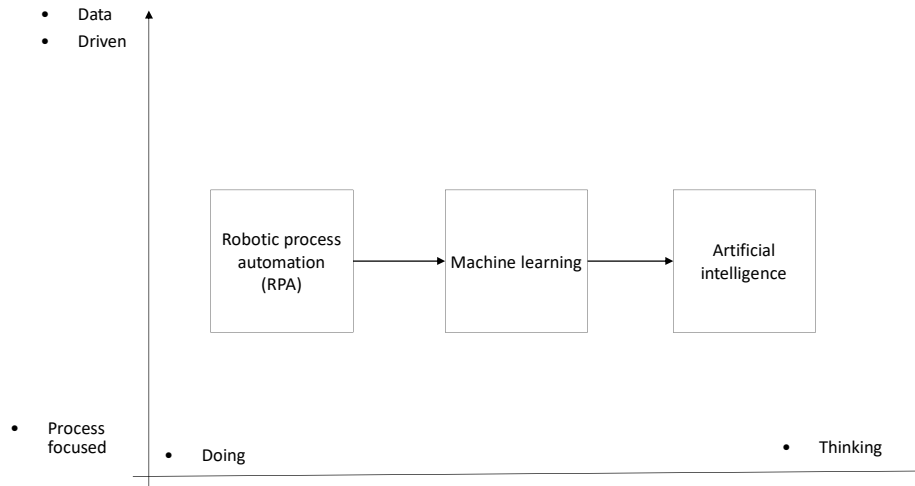 • Data
• Driven
Robotic process
automation
(RPA)
Machine learning
Artificial
intelligence
• Process
focused
• Doing
• Thinking